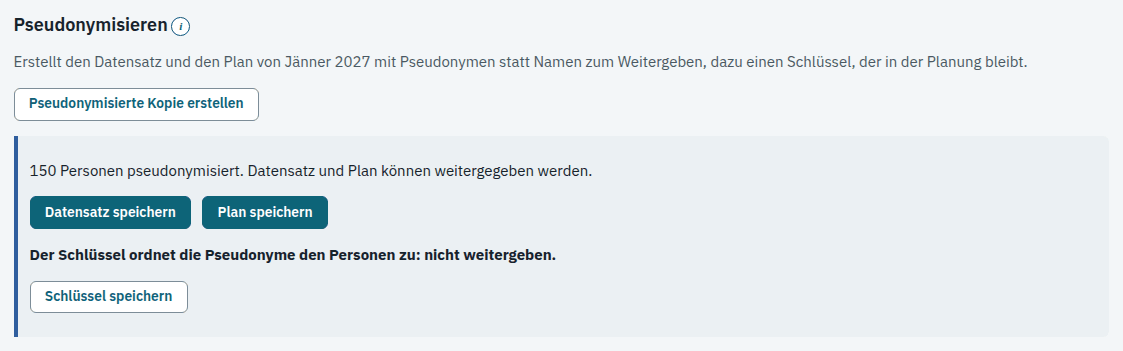 Pseudonymisieren i
Erstellt den Datensatz und den Plan von Jänner 2027 mit Pseudonymen statt Namen zum Weitergeben, dazu einen Schlüssel, der in der Planung bleibt.
Pseudonymisierte Kopie erstellen
150 Personen pseudonymisiert. Datensatz und Plan können weitergegeben werden.
Datensatz speichern Plan speichern
Der Schlüssel ordnet die Pseudonyme den Personen zu: nicht weitergeben.
Schlüssel speichern